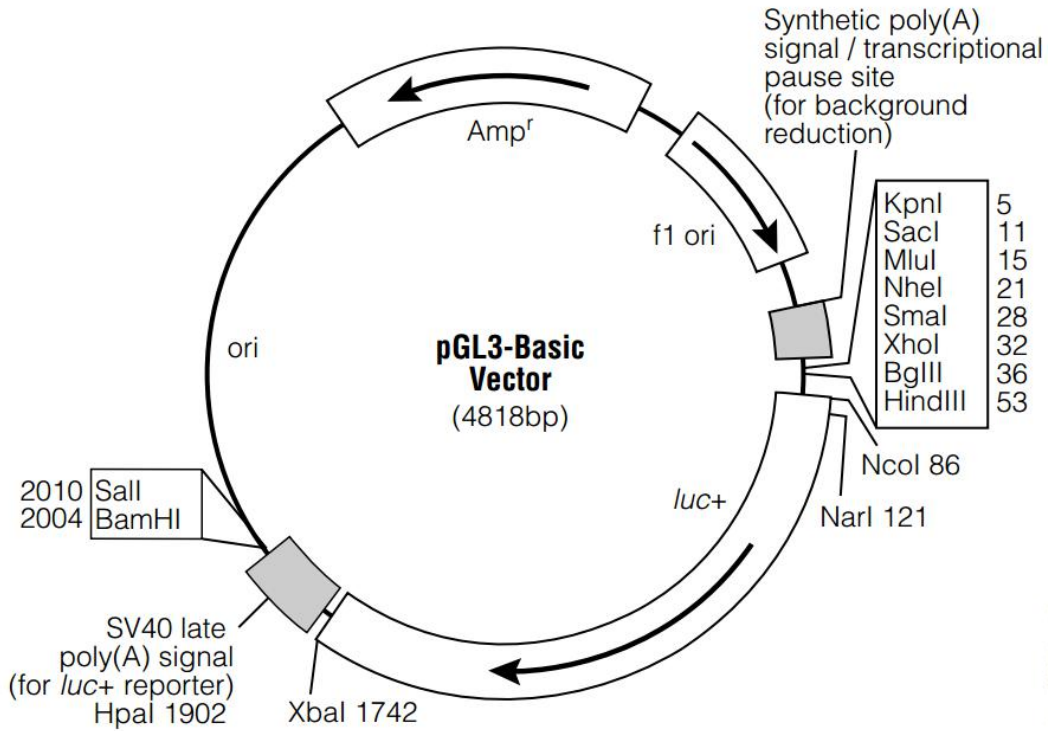 Synthetic poly(A)
signal / transcriptional
pause site
(for background
reduction)
Ampʳ
f1 ori
KpnI 5
SacI 11
MluI 15
NheI 21
SmaI 28
XhoI 32
BglII 36
HindIII 53
ori
pGL3-Basic
Vector
(4818bp)
NcoI 86
NarI 121
luc+
2010 SalI
2004 BamHI
SV40 late
poly(A) signal
(for luc+ reporter)
HpaI 1902
XbaI 1742